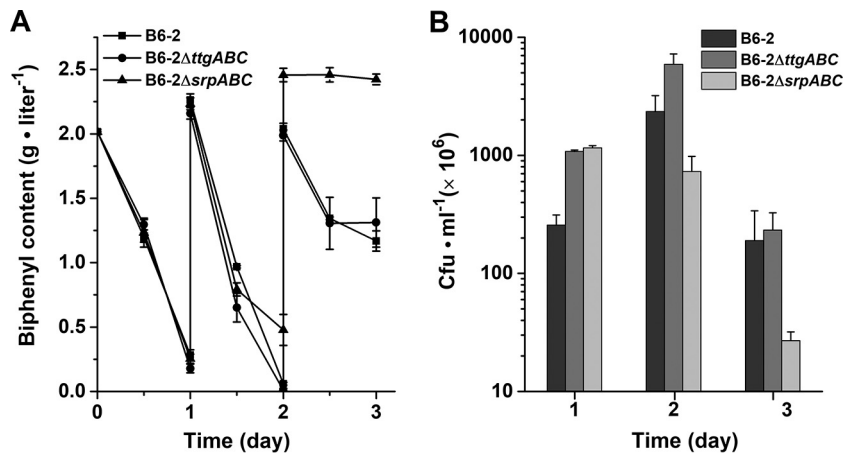 A
B6-2
B6-2ΔttgABC
B6-2ΔsrpABC
Biphenyl content (g • liter⁻¹)
2.5
2.0
1.5
1.0
0.5
0.0
0 1 2 3
Time (day)
B
B6-2
B6-2ΔttgABC
B6-2ΔsrpABC
Cfu • ml⁻¹(× 10⁶)
10000
1000
100
10
1 2 3
Time (day)